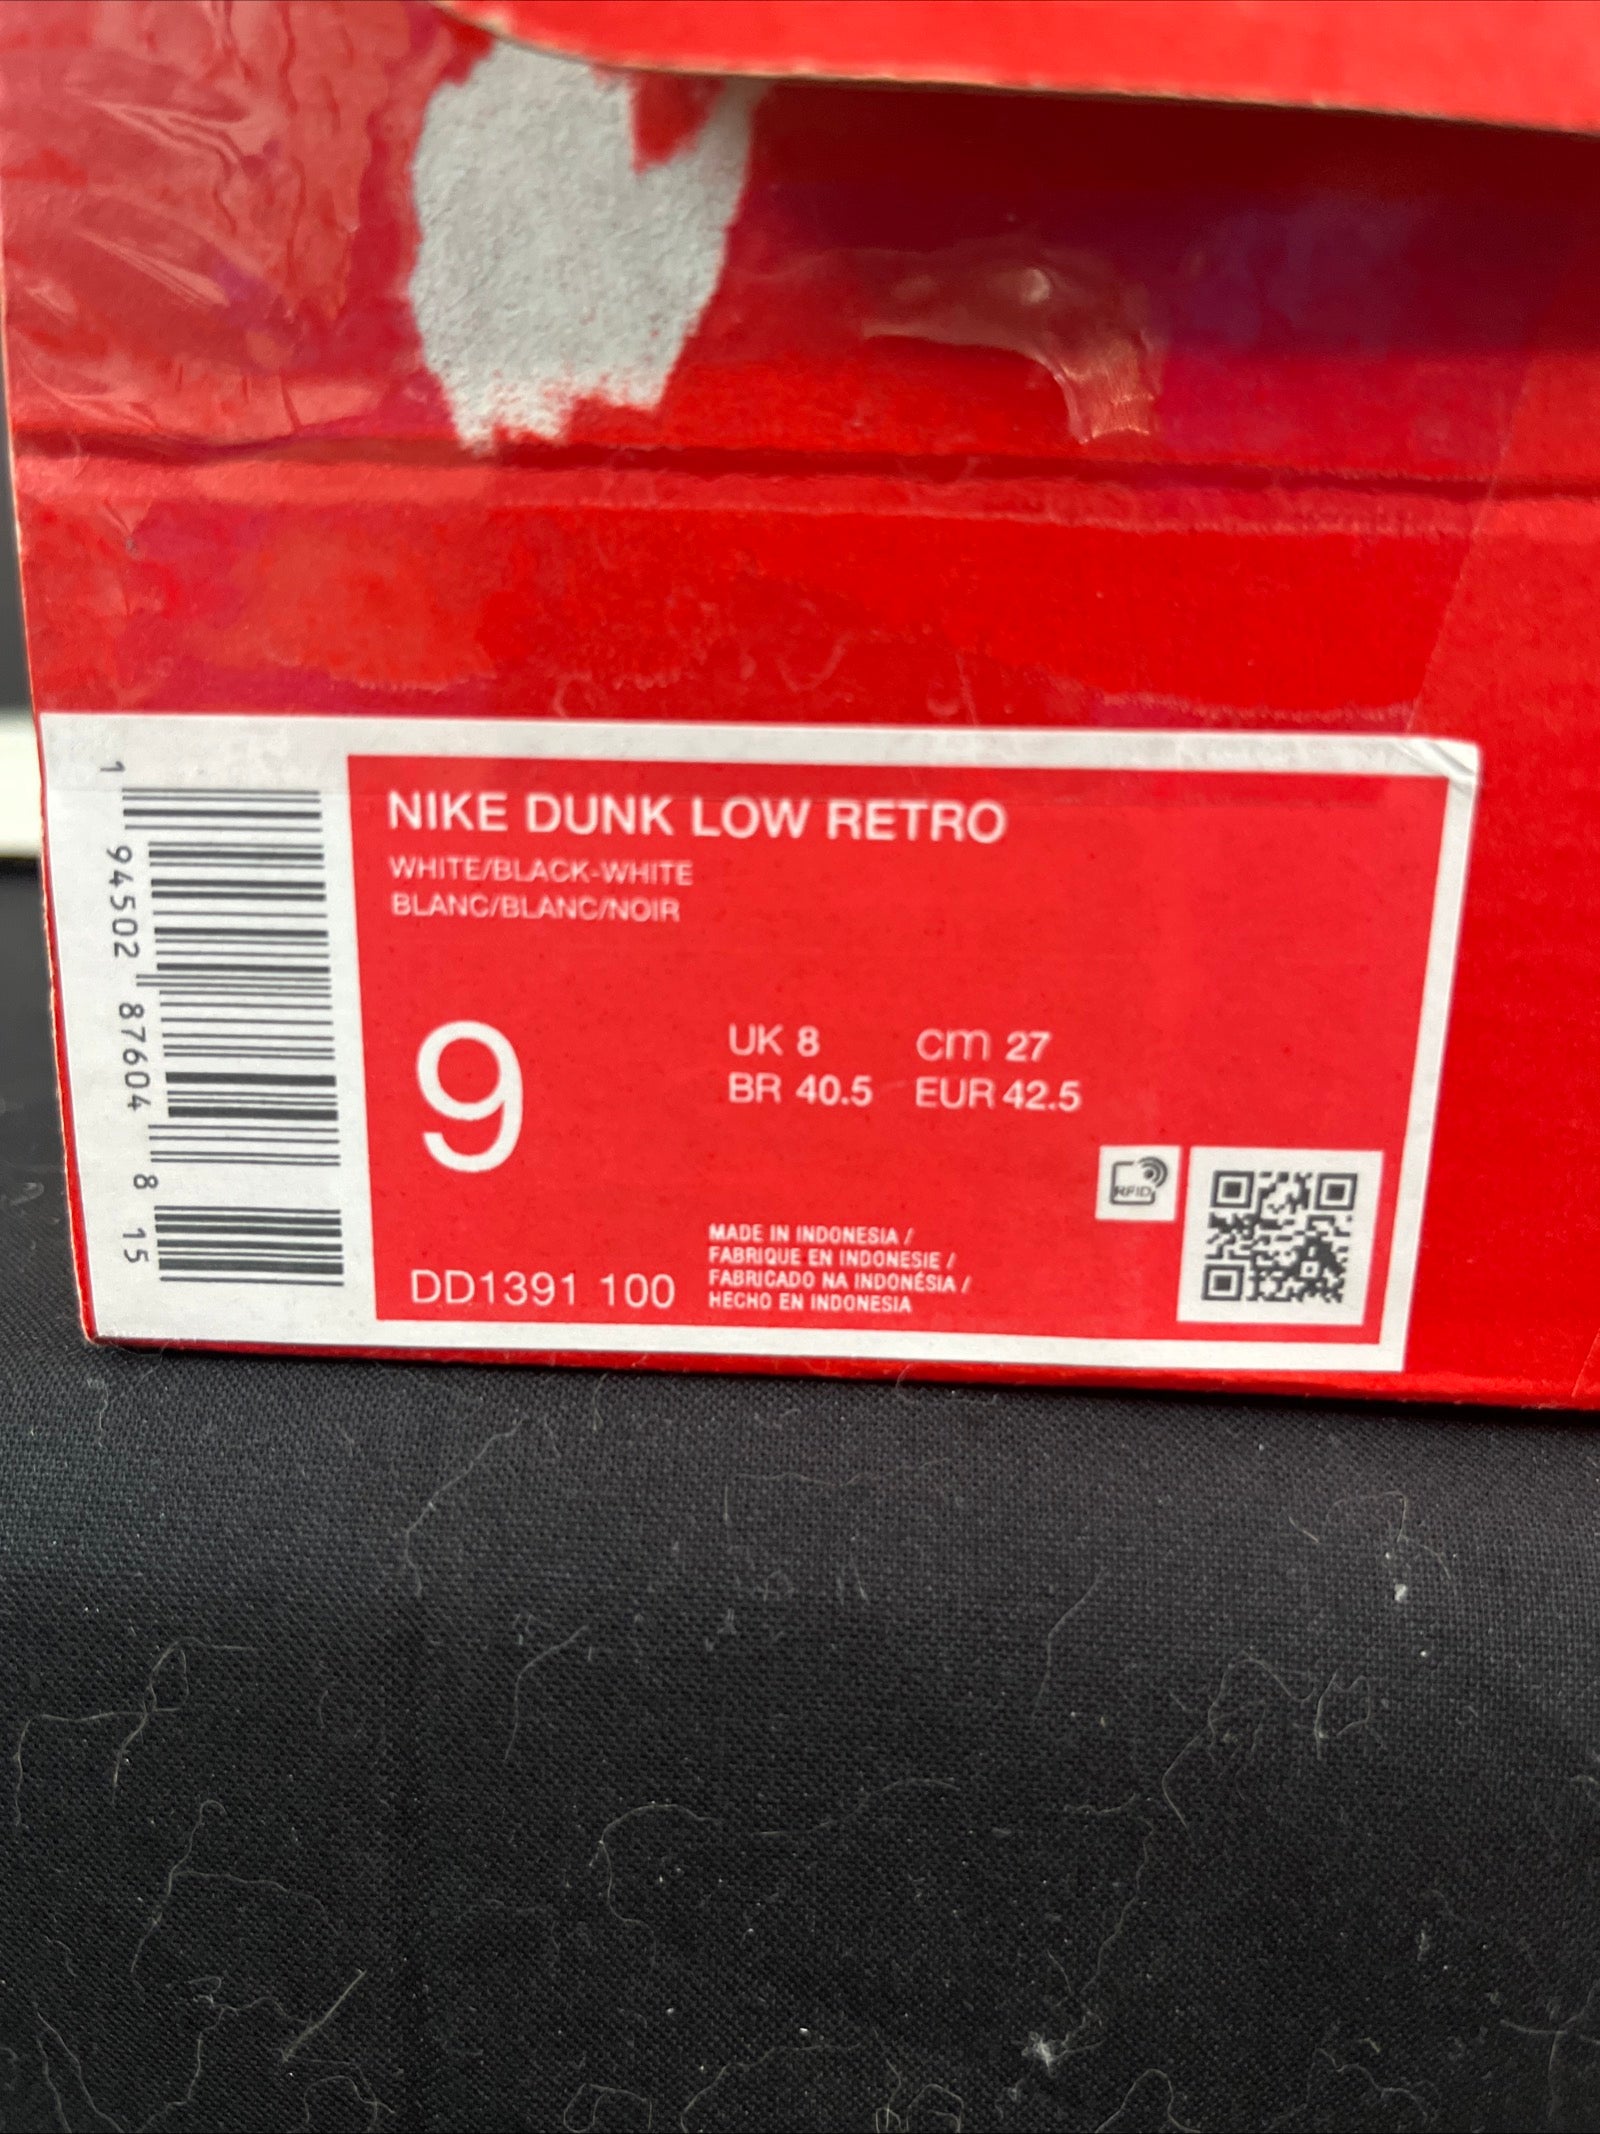 NIKE DUNK LOW RETRO
WHITE/BLACK-WHITE
BLANC/BLANC/NOIR
9
UK 8 cm 27
BR 40.5 EUR 42.5
RFID
DD1391 100
MADE IN INDONESIA /
FABRIQUE EN INDONESIE /
FABRICADO NA INDONÉSIA /
HECHO EN INDONESIA
1 94502 87604 8 15